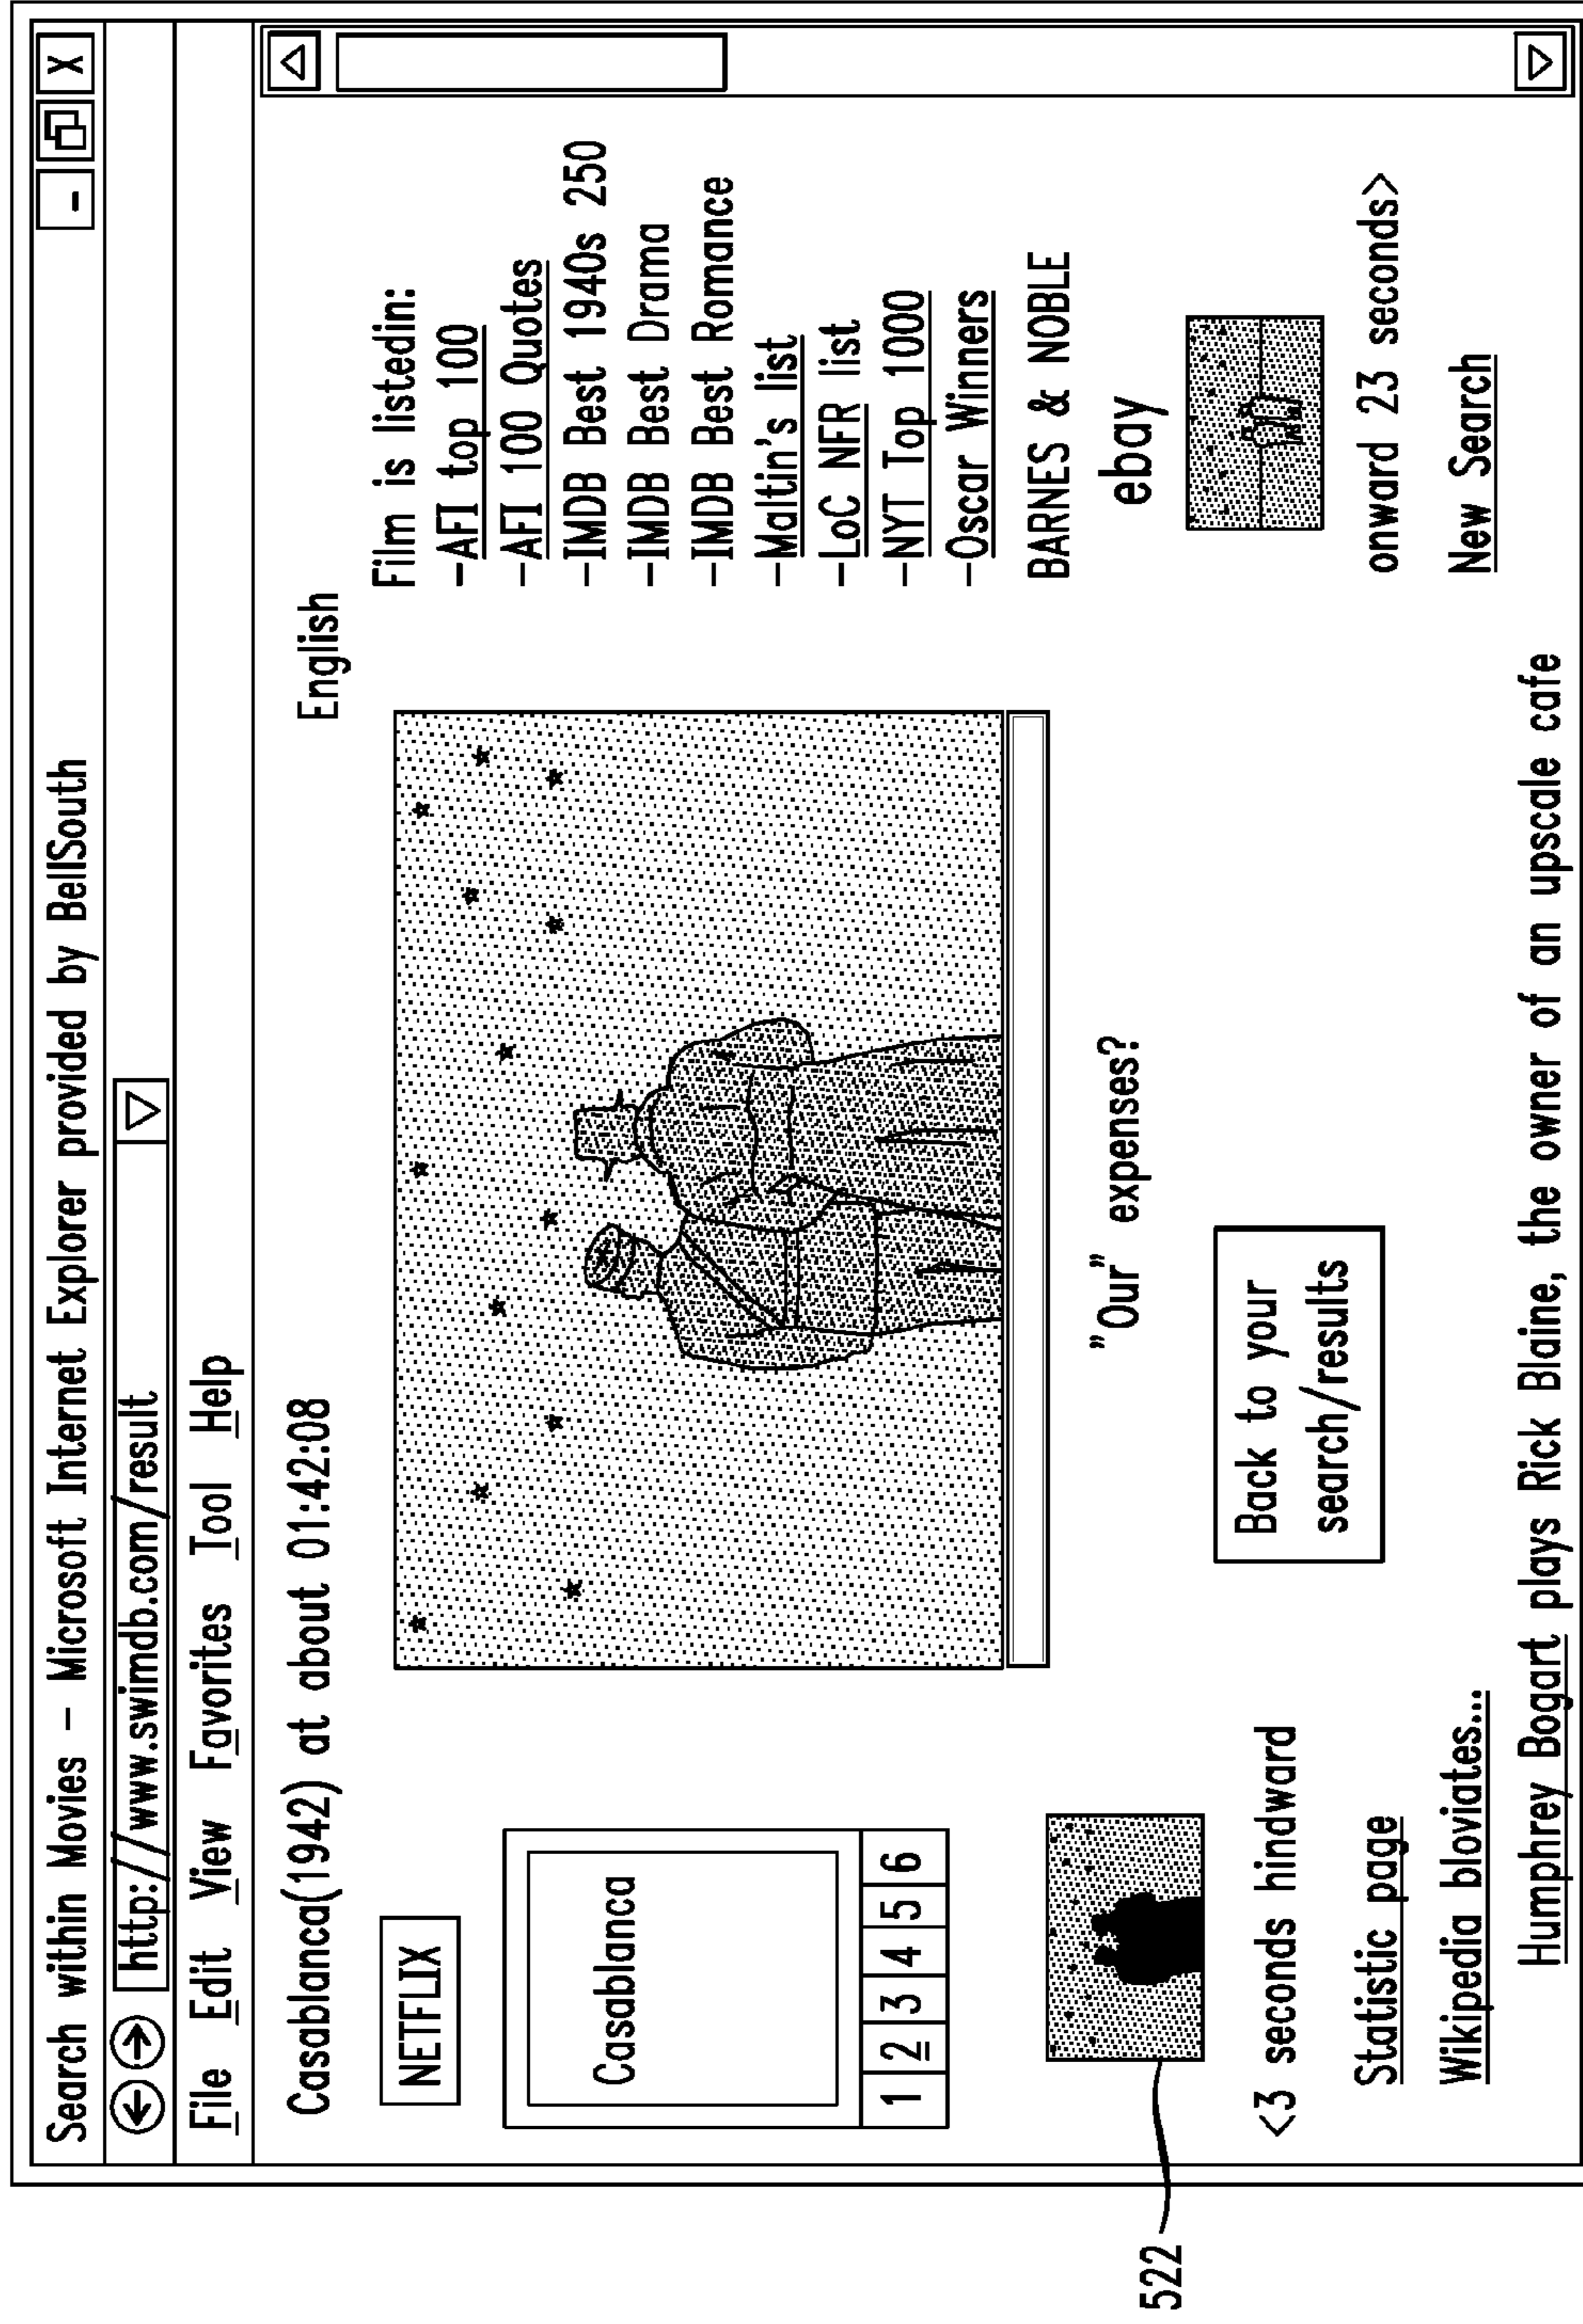 Search within Movies – Microsoft Internet Explorer provided by BellSouth
– X
http://www.swimdb.com/result
File Edit View Favorites Tool Help
Casablanca(1942) at about 01:42:08
English
NETFLIX
Casablanca
1 2 3 4 5 6
Film is listedin:
–AFI top 100
–AFI 100 Quotes
–IMDB Best 1940s 250
–IMDB Best Drama
–IMDB Best Romance
–Maltin's list
–LoC NFR list
–NYT Top 1000
–Oscar Winners
BARNES & NOBLE
ebay
"Our" expenses?
522
<3 seconds hindward
Back to your
search/results
onward 23 seconds>
Statistic page
New Search
Wikipedia bloviates...
Humphrey Bogart plays Rick Blaine, the owner of an upscale cafe